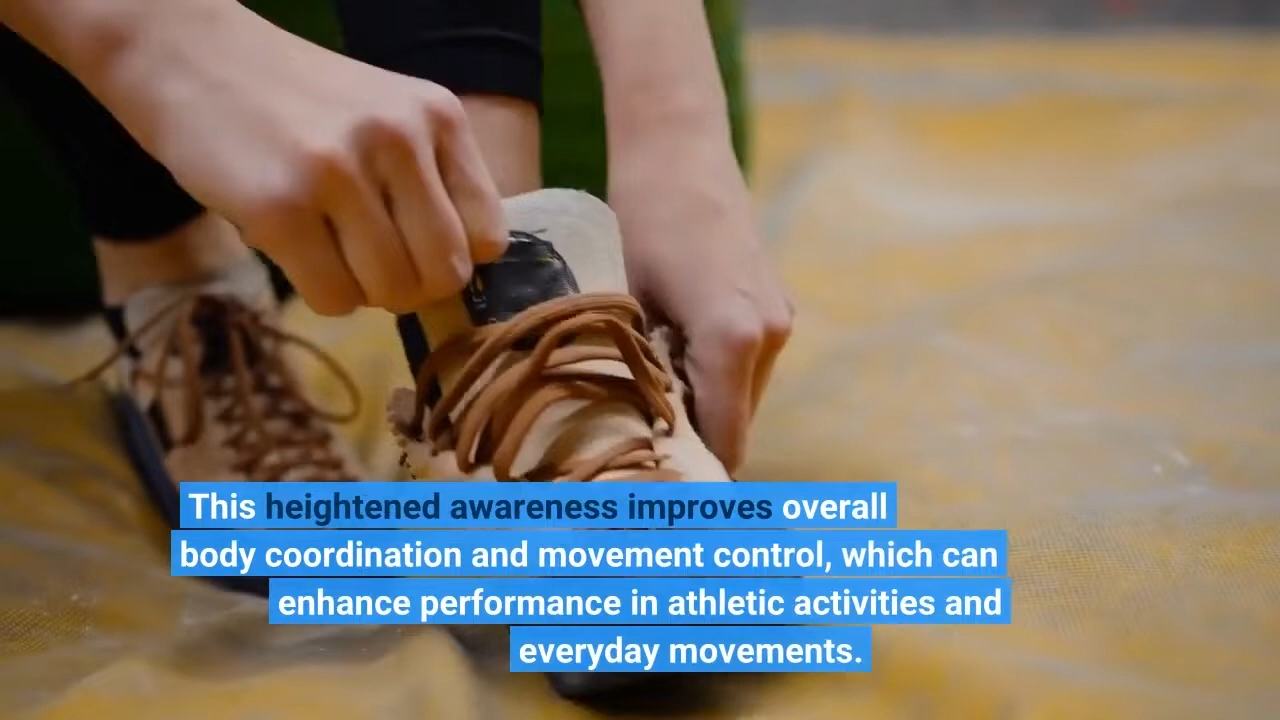 This heightened awareness improves overall
body coordination and movement control, which can
enhance performance in athletic activities and
everyday movements.